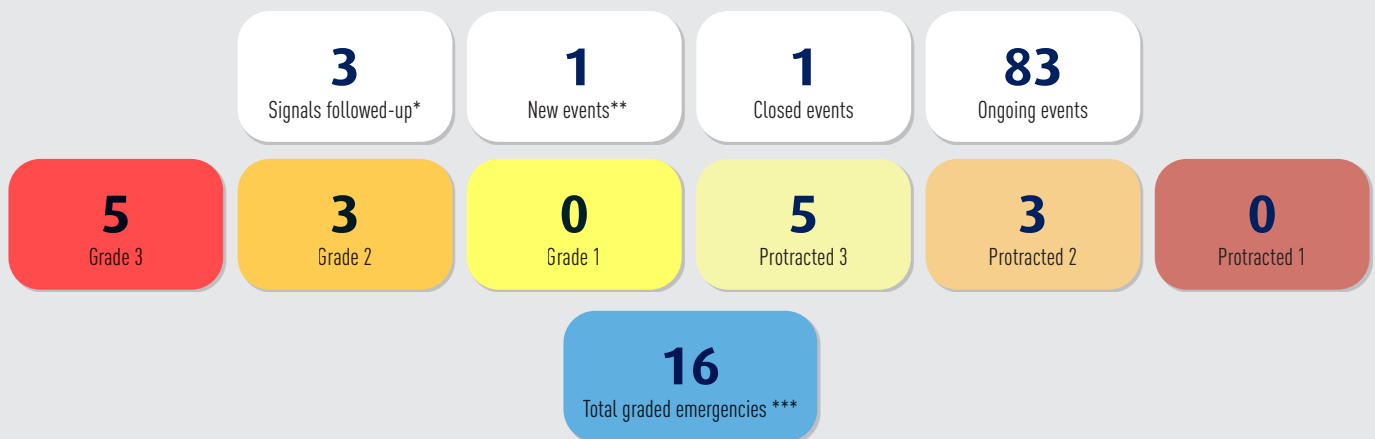 3
Signals followed-up*
1
New events**
1
Closed events
83
Ongoing events
5
Grade 3
3
Grade 2
0
Grade 1
5
Protracted 3
3
Protracted 2
0
Protracted 1
16
Total graded emergencies ***